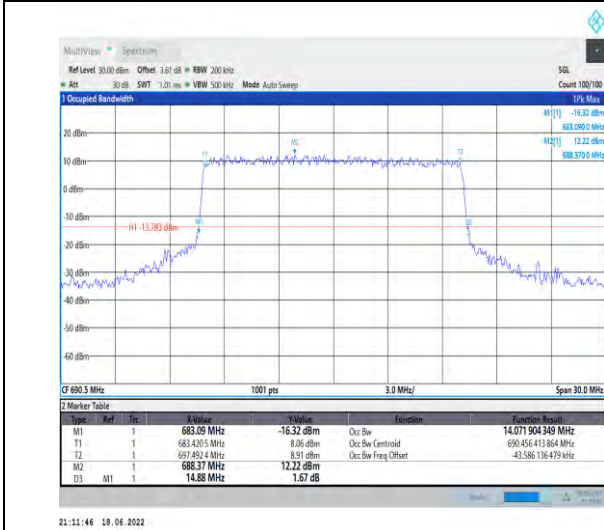 MultiView Spectrum
Ref Level 30.00 dBm Offset 3.61 dB RBW 200 kHz SGL
Att 30 dB SWT 1.01 ms VBW 500 kHz Mode Auto Sweep Count 100/100
1 Occupied Bandwidth 1Pk Max
M1[1] -16.32 dBm
683.090 0 MHz
M2[1] 12.22 dBm
688.370 0 MHz
20 dBm
M2
T1 T2
10 dBm
0 dBm
-10 dBm
H1 -13.783 dBm M1 D3
-20 dBm
-30 dBm
-40 dBm
-50 dBm
-60 dBm
CF 690.5 MHz 1001 pts 3.0 MHz/ Span 30.0 MHz
2 Marker Table
Type Ref Trc X-Value Y-Value Function Function Result
M1 1 683.09 MHz -16.32 dBm Occ Bw 14.071 904 349 MHz
T1 1 683.420 5 MHz 8.06 dBm Occ Bw Centroid 690.456 413 864 MHz
T2 1 697.492 4 MHz 8.91 dBm Occ Bw Freq Offset -43.586 136 479 kHz
M2 1 688.37 MHz 12.22 dBm
D3 M1 1 14.88 MHz 1.67 dB
21:11:46 18.06.2022